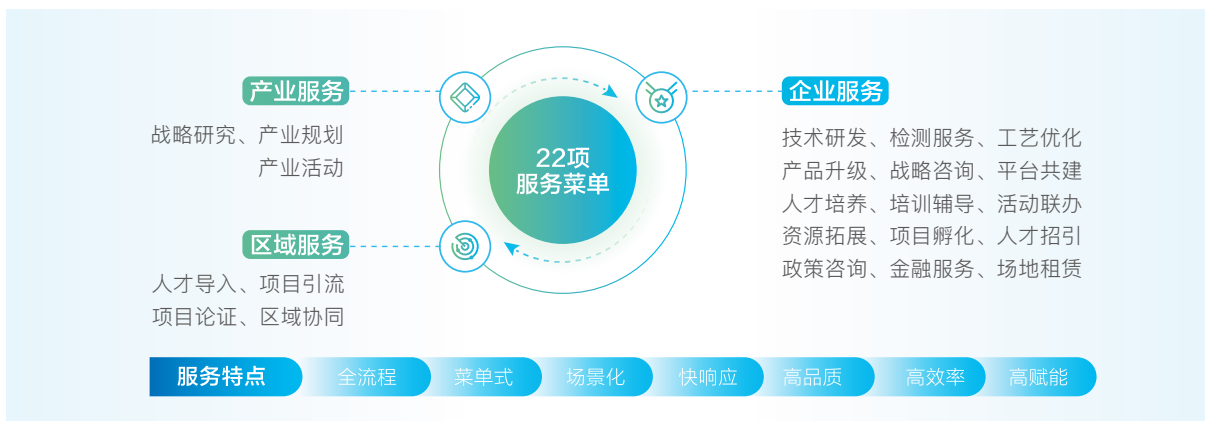 产业服务
战略研究、产业规划
产业活动
区域服务
人才导入、项目引流
项目论证、区域协同
22项
服务菜单
企业服务
技术研发、检测服务、工艺优化
产品升级、战略咨询、平台共建
人才培养、培训辅导、活动联办
资源拓展、项目孵化、人才招引
政策咨询、金融服务、场地租赁
服务特点 全流程 菜单式 场景化 快响应 高品质 高效率 高赋能